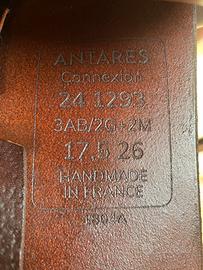 ANTARES
Connexion
24 1293
3AB/2G+2M
17,5 26
HANDMADE
IN FRANCE